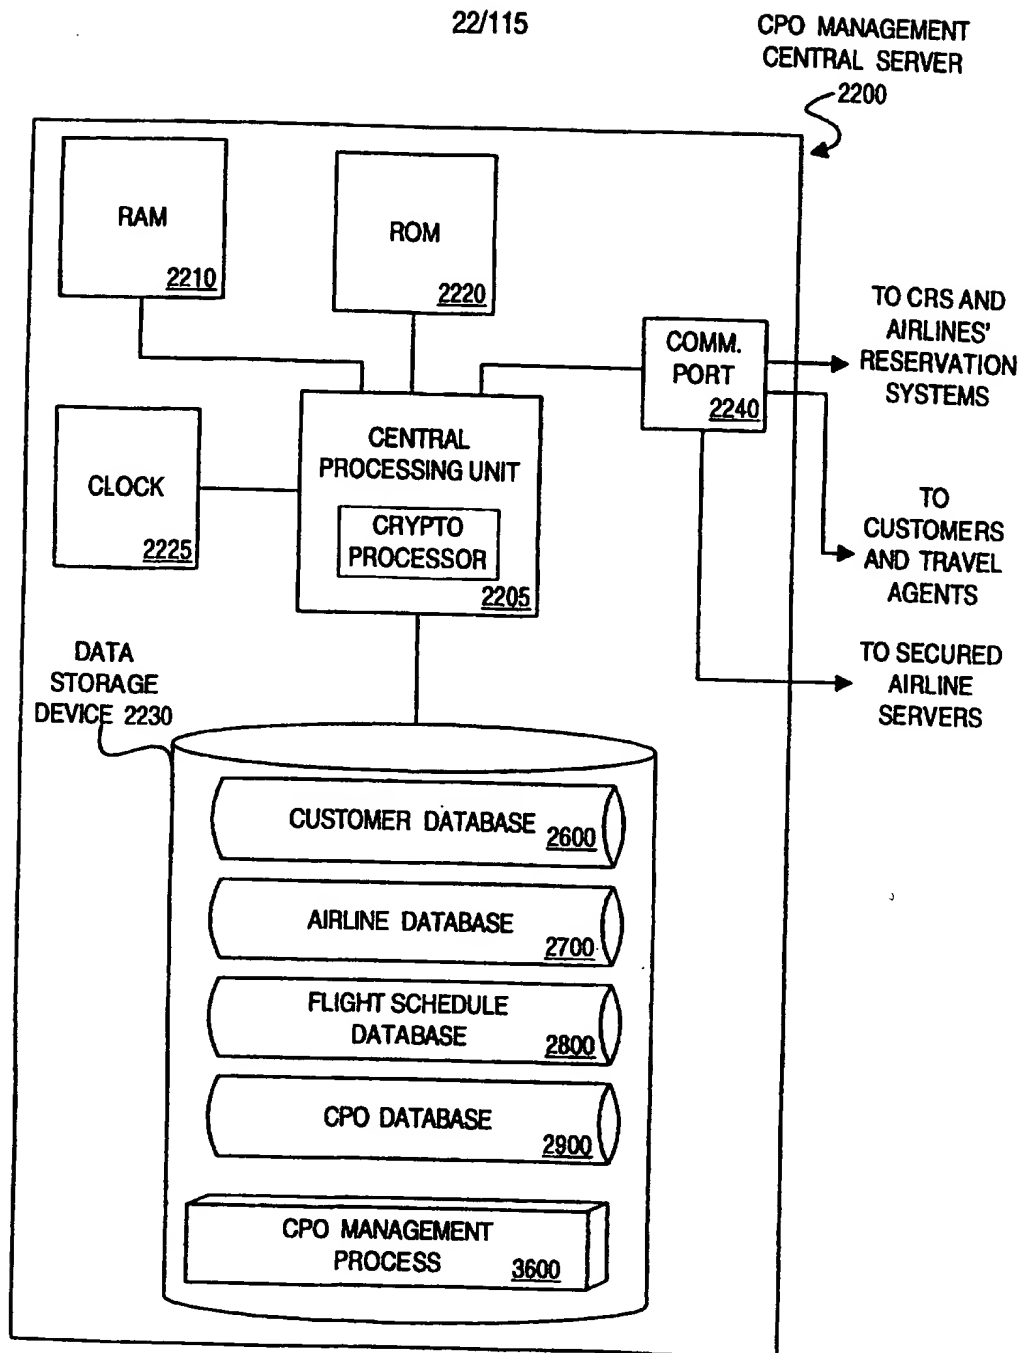 22/115
CPO MANAGEMENT
CENTRAL SERVER
2200
RAM
2210
ROM
2220
COMM.
PORT
2240
TO CRS AND
AIRLINES'
RESERVATION
SYSTEMS
CLOCK
2225
CENTRAL
PROCESSING UNIT
CRYPTO
PROCESSOR
2205
TO
CUSTOMERS
AND TRAVEL
AGENTS
TO SECURED
AIRLINE
SERVERS
DATA
STORAGE
DEVICE 2230
CUSTOMER DATABASE
2600
AIRLINE DATABASE
2700
FLIGHT SCHEDULE
DATABASE
2800
CPO DATABASE
2900
CPO MANAGEMENT
PROCESS
3600